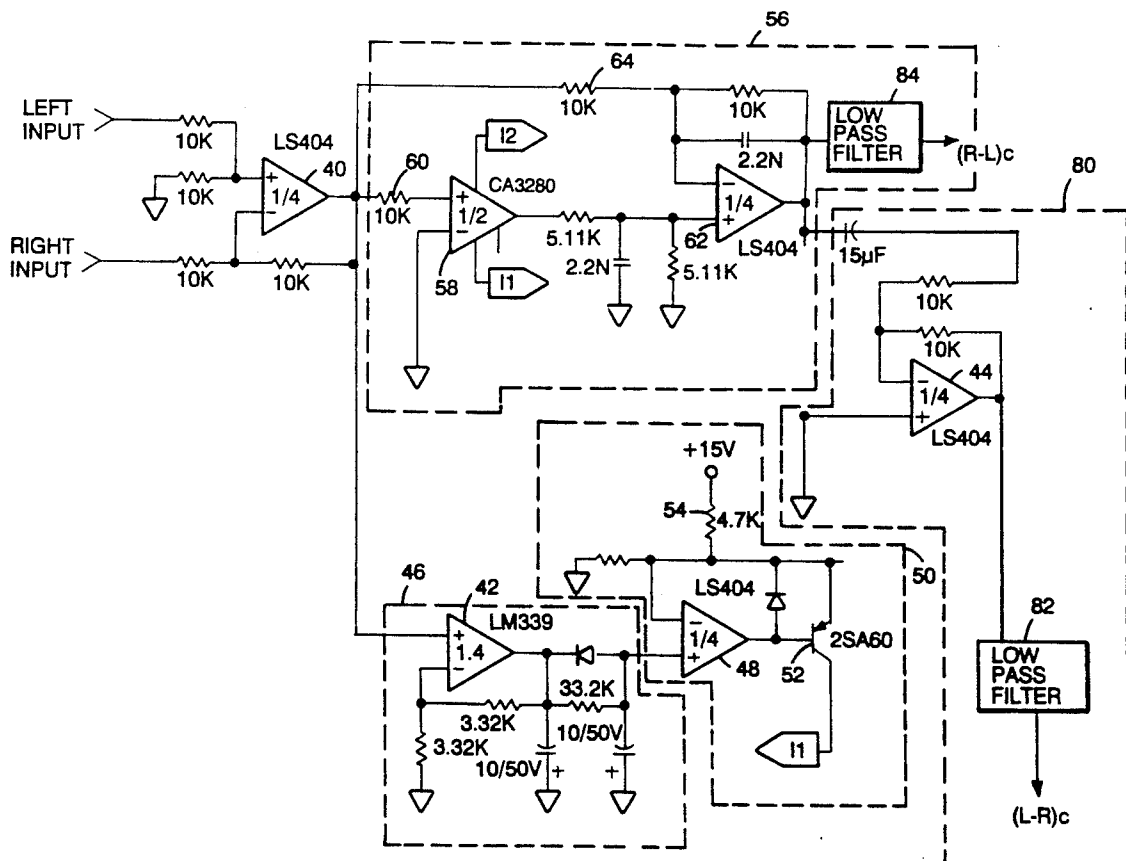 56
64
84
10K
10K
LEFT
INPUT
10K
LS404
40
I2
2.2N
LOW
PASS
FILTER
(R-L)c
80
60
CA3280
+
1/4
-
10K
10K
+
1/2
-
5.11K
-
1/4
+
62
LS404
15μF
RIGHT
INPUT
10K
10K
58
I1
2.2N
5.11K
10K
10K
44
-
1/4
+
LS404
+15V
54
4.7K
50
46
42
LM339
LS404
82
+
1.4
-
-
1/4
+
48
52
2SA60
LOW
PASS
FILTER
33.2K
3.32K
3.32K
10/50V
10/50V
+
+
I1
(L-R)c